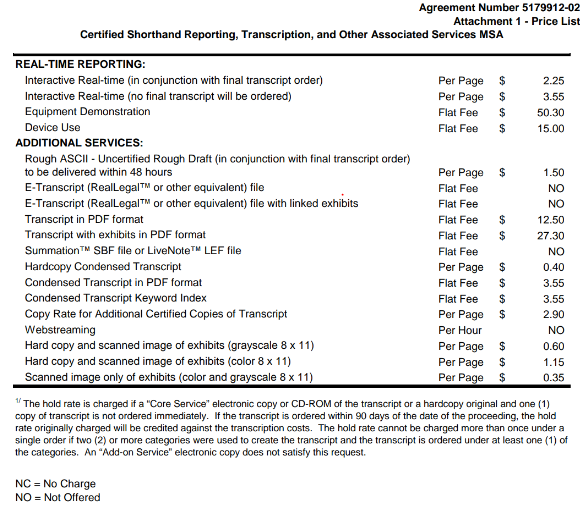 Agreement Number 5179912-02
Attachment 1 - Price List
Certified Shorthand Reporting, Transcription, and Other Associated Services MSA
REAL-TIME REPORTING:
Interactive Real-time (in conjunction with final transcript order) Per Page $ 2.25
Interactive Real-time (no final transcript will be ordered) Per Page $ 3.55
Equipment Demonstration Flat Fee $ 50.30
Device Use Flat Fee $ 15.00
ADDITIONAL SERVICES:
Rough ASCII - Uncertified Rough Draft (in conjunction with final transcript order)
to be delivered within 48 hours Per Page $ 1.50
E-Transcript (RealLegal™ or other equivalent) file Flat Fee NO
E-Transcript (RealLegal™ or other equivalent) file with linked exhibits Flat Fee NO
Transcript in PDF format Flat Fee $ 12.50
Transcript with exhibits in PDF format Flat Fee $ 27.30
Summation™ SBF file or LiveNote™ LEF file Flat Fee NO
Hardcopy Condensed Transcript Per Page $ 0.40
Condensed Transcript in PDF format Flat Fee $ 3.55
Condensed Transcript Keyword Index Flat Fee $ 3.55
Copy Rate for Additional Certified Copies of Transcript Per Page $ 2.90
Webstreaming Per Hour NO
Hard copy and scanned image of exhibits (grayscale 8 x 11) Per Page $ 0.60
Hard copy and scanned image of exhibits (color 8 x 11) Per Page $ 1.15
Scanned image only of exhibits (color and grayscale 8 x 11) Per Page $ 0.35
1/ The hold rate is charged if a "Core Service" electronic copy or CD-ROM of the transcript or a hardcopy original and one (1)
copy of transcript is not ordered immediately. If the transcript is ordered within 90 days of the date of the proceeding, the hold
rate originally charged will be credited against the transcription costs. The hold rate cannot be charged more than once under a
single order if two (2) or more categories were used to create the transcript and the transcript is ordered under at least one (1) of
the categories. An "Add-on Service" electronic copy does not satisfy this request.
NC = No Charge
NO = Not Offered